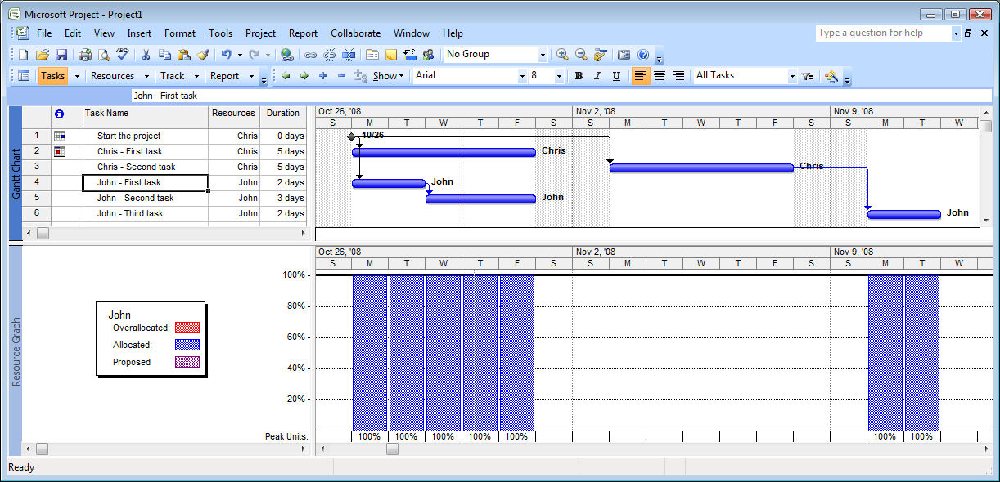 Microsoft Project - Project1
File Edit View Insert Format Tools Project Report Collaborate Window Help Type a question for help
ABC No Group
Tasks Resources Track Report Show Arial 8 B I U All Tasks
John - First task
Task Name Resources Duration
1 Start the project Chris 0 days
2 Chris - First task Chris 5 days
3 Chris - Second task Chris 5 days
4 John - First task John 2 days
5 John - Second task John 3 days
6 John - Third task John 2 days
Gantt Chart
Oct 26, '08 Nov 2, '08 Nov 9, '08
S M T W T F S S M T W T F S S M T W
10/26
Chris
Chris
John
John
John
Resource Graph
John
Overallocated:
Allocated:
Proposed
Oct 26, '08 Nov 2, '08 Nov 9, '08
S M T W T F S S M T W T F S S M T W
100%
80%
60%
40%
20%
Peak Units: 100% 100% 100% 100% 100% 100% 100%
Ready